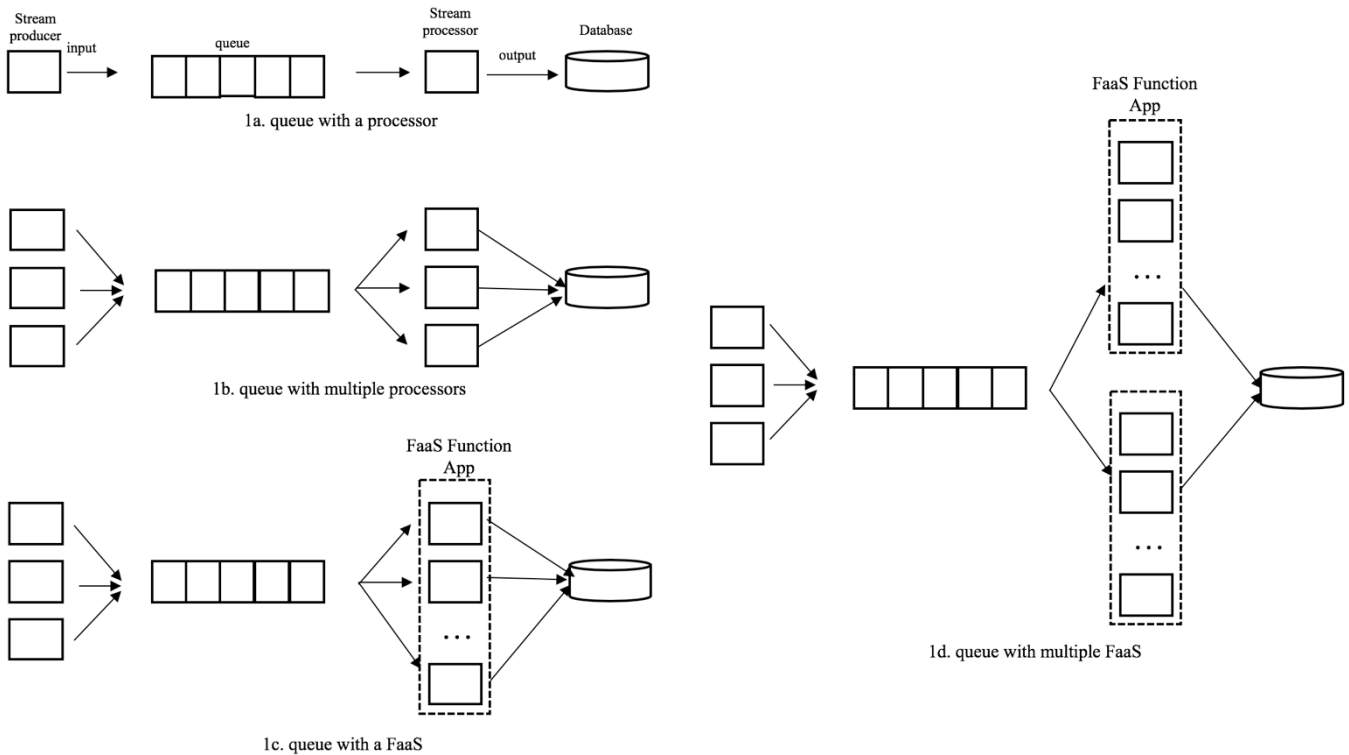 Stream
producer
input
queue
Stream
processor
output
Database
1a. queue with a processor
1b. queue with multiple processors
FaaS Function
App
...
1c. queue with a FaaS
FaaS Function
App
...
...
1d. queue with multiple FaaS